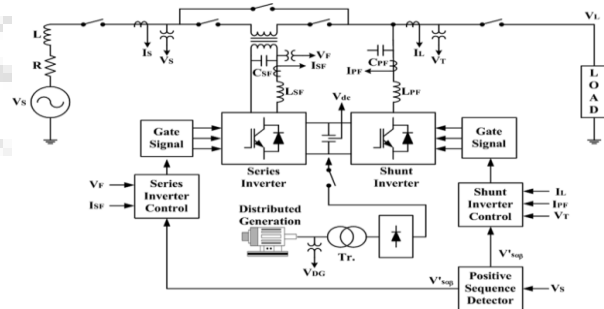 VL
L
IS
VS
VF
CSF
ISF
CPF
IPF
IL
VT
R
LSF
LPF
VS
Vdc
LOAD
Gate Signal
Gate Signal
Series Inverter
Shunt Inverter
VF
ISF
Series Inverter Control
Shunt Inverter Control
IL
IPF
VT
Distributed Generation
Tr.
VDG
V'sαβ
V'sαβ
Positive Sequence Detector
VS